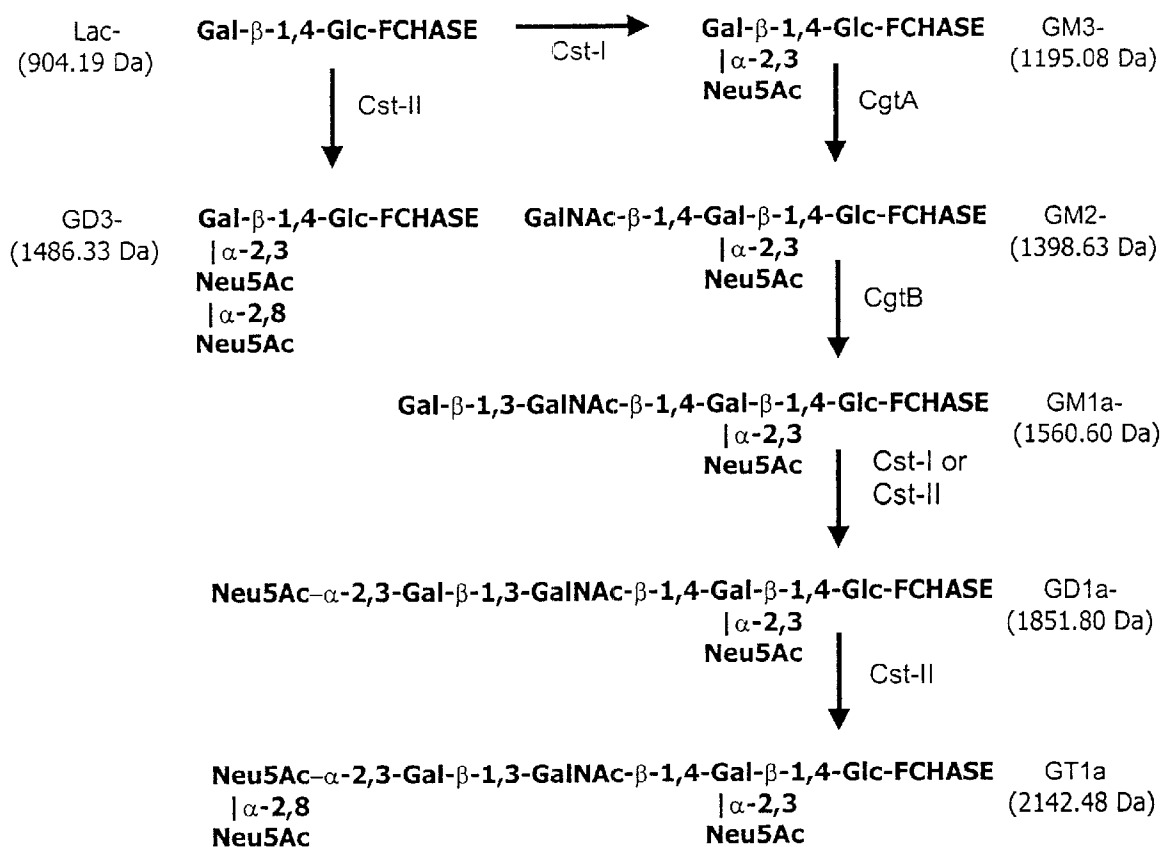 Lac-
(904.19 Da)
Gal-β-1,4-Glc-FCHASE
Cst-I
Gal-β-1,4-Glc-FCHASE
|α-2,3
Neu5Ac
GM3-
(1195.08 Da)
Cst-II
CgtA
GD3-
(1486.33 Da)
Gal-β-1,4-Glc-FCHASE
|α-2,3
Neu5Ac
|α-2,8
Neu5Ac
GalNAc-β-1,4-Gal-β-1,4-Glc-FCHASE
|α-2,3
Neu5Ac
GM2-
(1398.63 Da)
CgtB
Gal-β-1,3-GalNAc-β-1,4-Gal-β-1,4-Glc-FCHASE
|α-2,3
Neu5Ac
GM1a-
(1560.60 Da)
Cst-I or
Cst-II
Neu5Ac–α-2,3-Gal-β-1,3-GalNAc-β-1,4-Gal-β-1,4-Glc-FCHASE
|α-2,3
Neu5Ac
GD1a-
(1851.80 Da)
Cst-II
Neu5Ac–α-2,3-Gal-β-1,3-GalNAc-β-1,4-Gal-β-1,4-Glc-FCHASE
|α-2,8
Neu5Ac
|α-2,3
Neu5Ac
GT1a
(2142.48 Da)